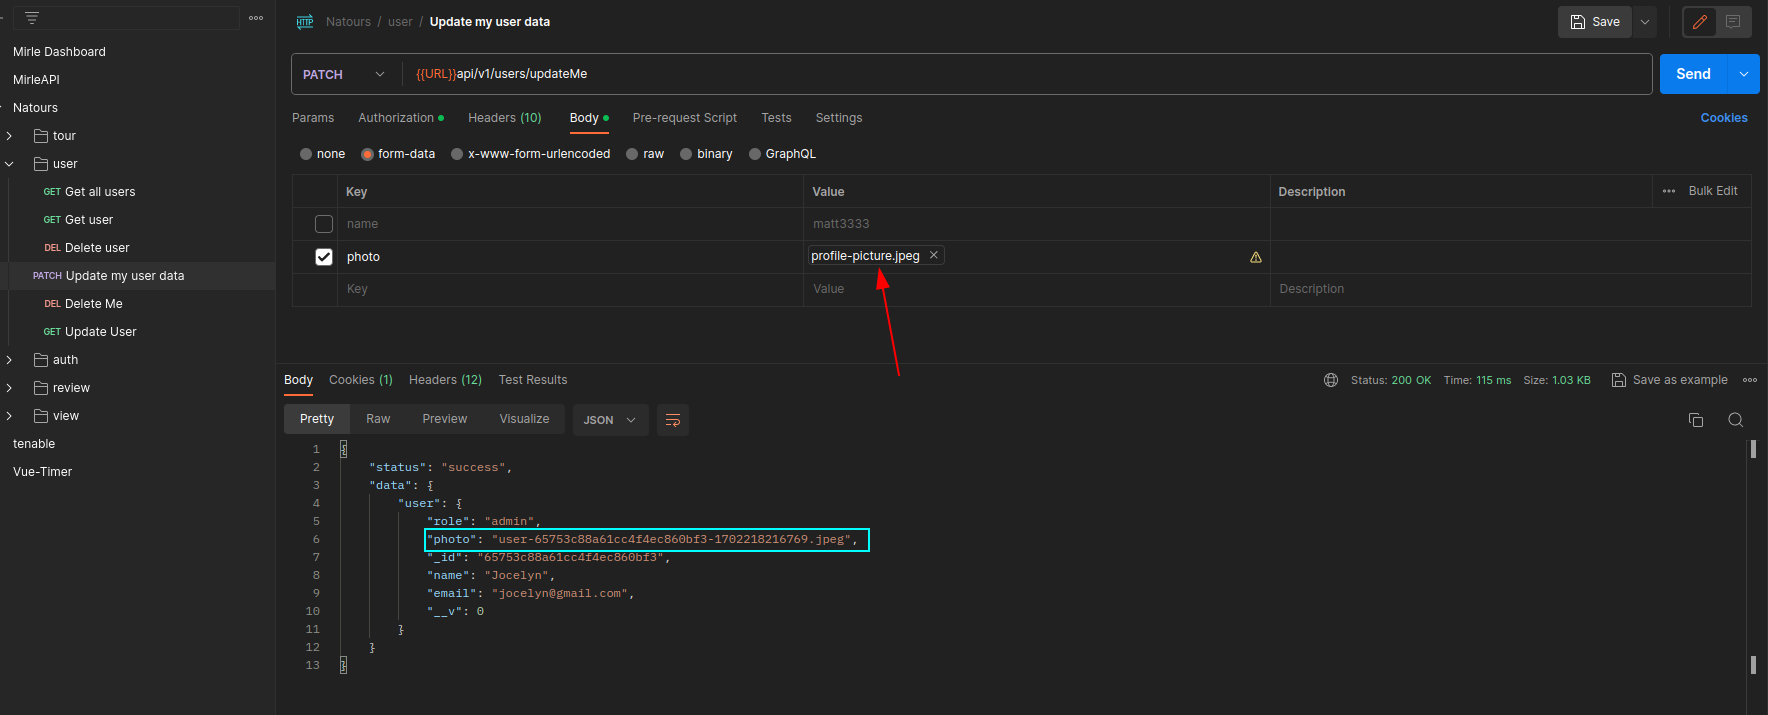 HTTP Natours / user / Update my user data
Save
Mirle Dashboard
MirleAPI
Natours
tour
user
GET Get all users
GET Get user
DEL Delete user
PATCH Update my user data
DEL Delete Me
GET Update User
auth
review
view
tenable
Vue-Timer
PATCH {{URL}}api/v1/users/updateMe
Send
Params Authorization Headers (10) Body Pre-request Script Tests Settings Cookies
none form-data x-www-form-urlencoded raw binary GraphQL
Key Value Description Bulk Edit
name matt3333
photo profile-picture.jpeg
Key Value Description
Body Cookies (1) Headers (12) Test Results Status: 200 OK Time: 115 ms Size: 1.03 KB Save as example
Pretty Raw Preview Visualize JSON
1 {
2 "status": "success",
3 "data": {
4 "user": {
5 "role": "admin",
6 "photo": "user-65753c88a61cc4f4ec860bf3-1702218216769.jpeg",
7 "_id": "65753c88a61cc4f4ec860bf3",
8 "name": "Jocelyn",
9 "email": "jocelyn@gmail.com",
10 "__v": 0
11 }
12 }
13 }